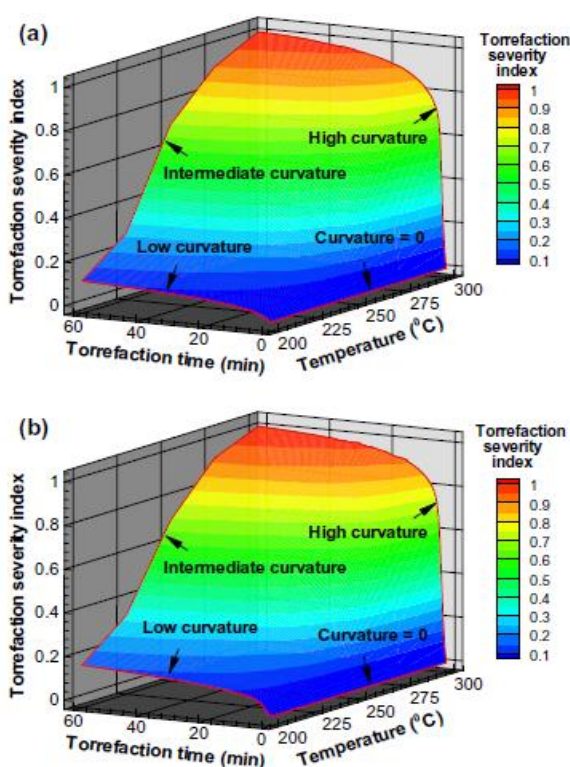 (a)
Torrefaction
severity
index
1
0.9
0.8
0.7
0.6
0.5
0.4
0.3
0.2
0.1
Torrefaction severity index
1
0.8
0.6
0.4
0.2
0
High curvature
Intermediate curvature
Low curvature
Curvature = 0
60
40
20
0
Torrefaction time (min)
200
225
250
275
300
Temperature (°C)
(b)
Torrefaction
severity
index
1
0.9
0.8
0.7
0.6
0.5
0.4
0.3
0.2
0.1
Torrefaction severity index
1
0.8
0.6
0.4
0.2
0
High curvature
Intermediate curvature
Low curvature
Curvature = 0
60
40
20
0
Torrefaction time (min)
200
225
250
275
300
Temperature (°C)